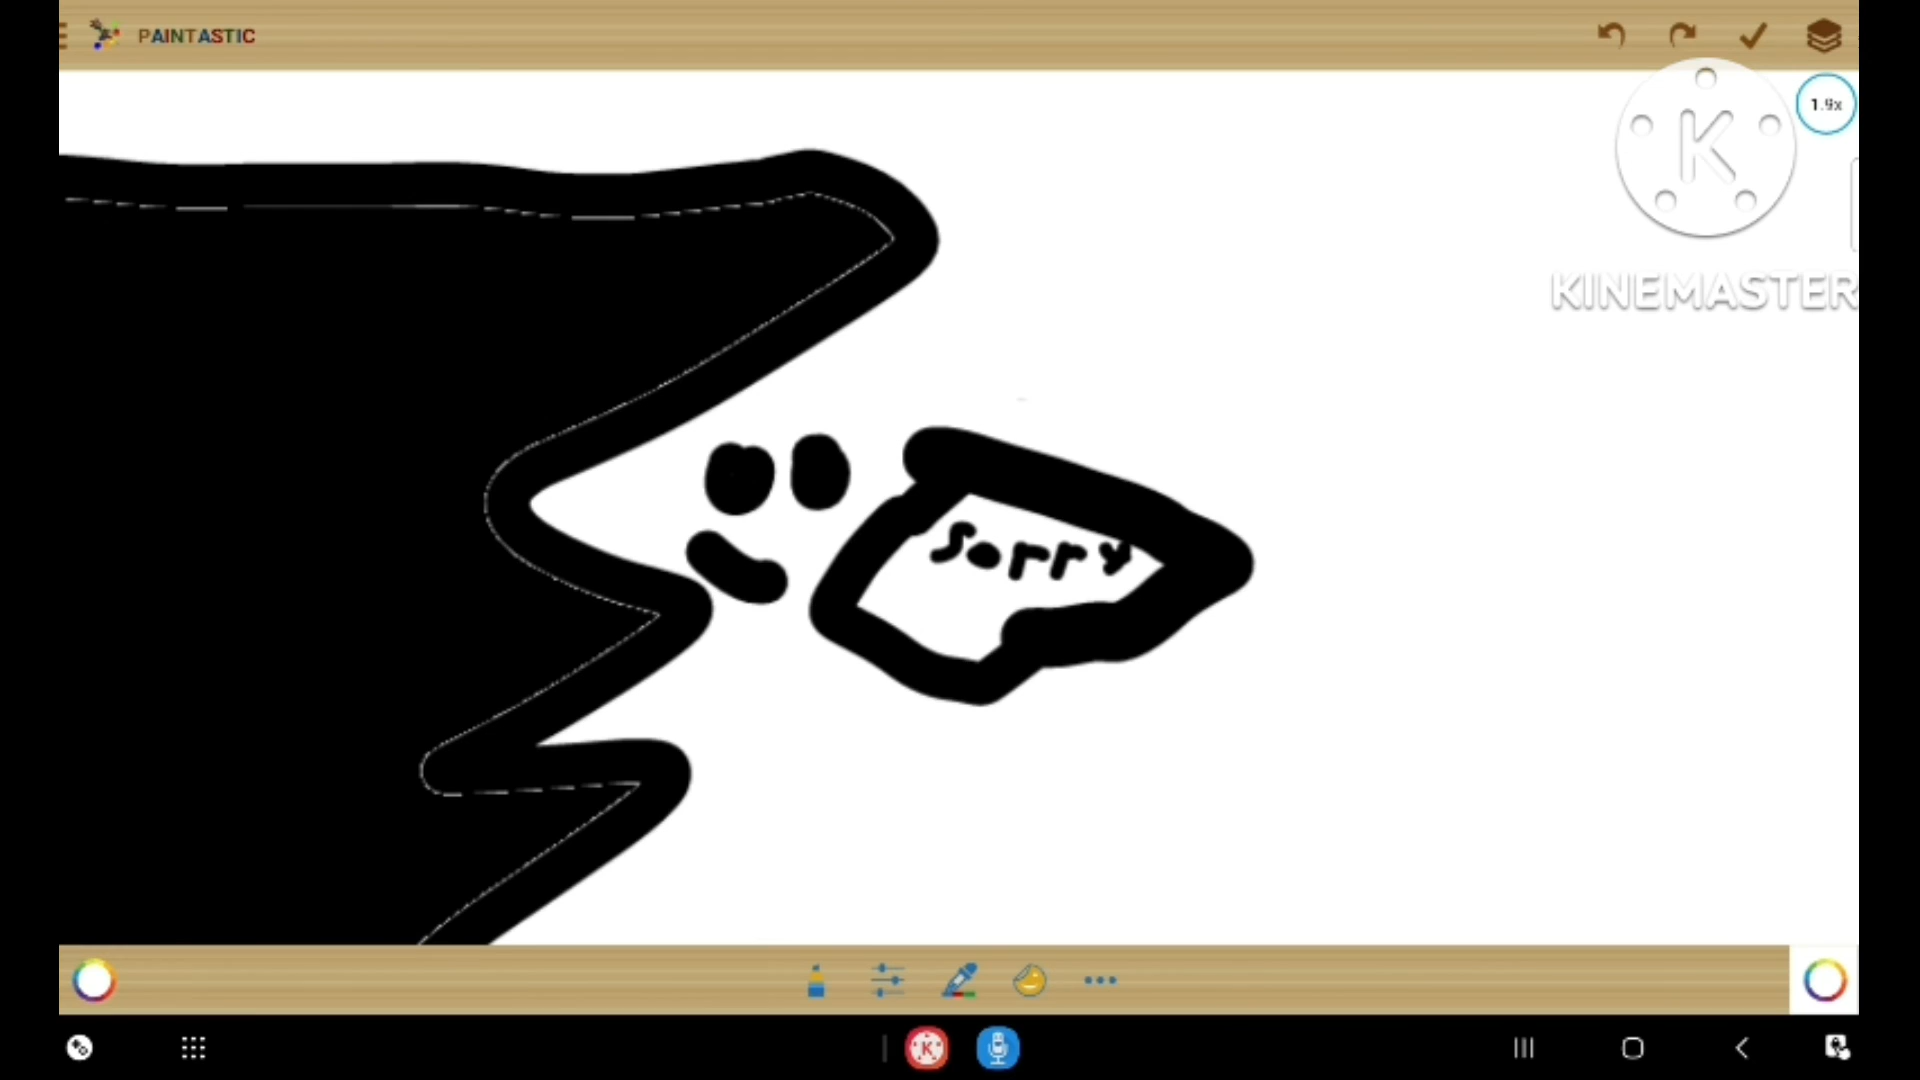 PAINTASTIC
1.9x
K
KINEMASTER
sorry
K